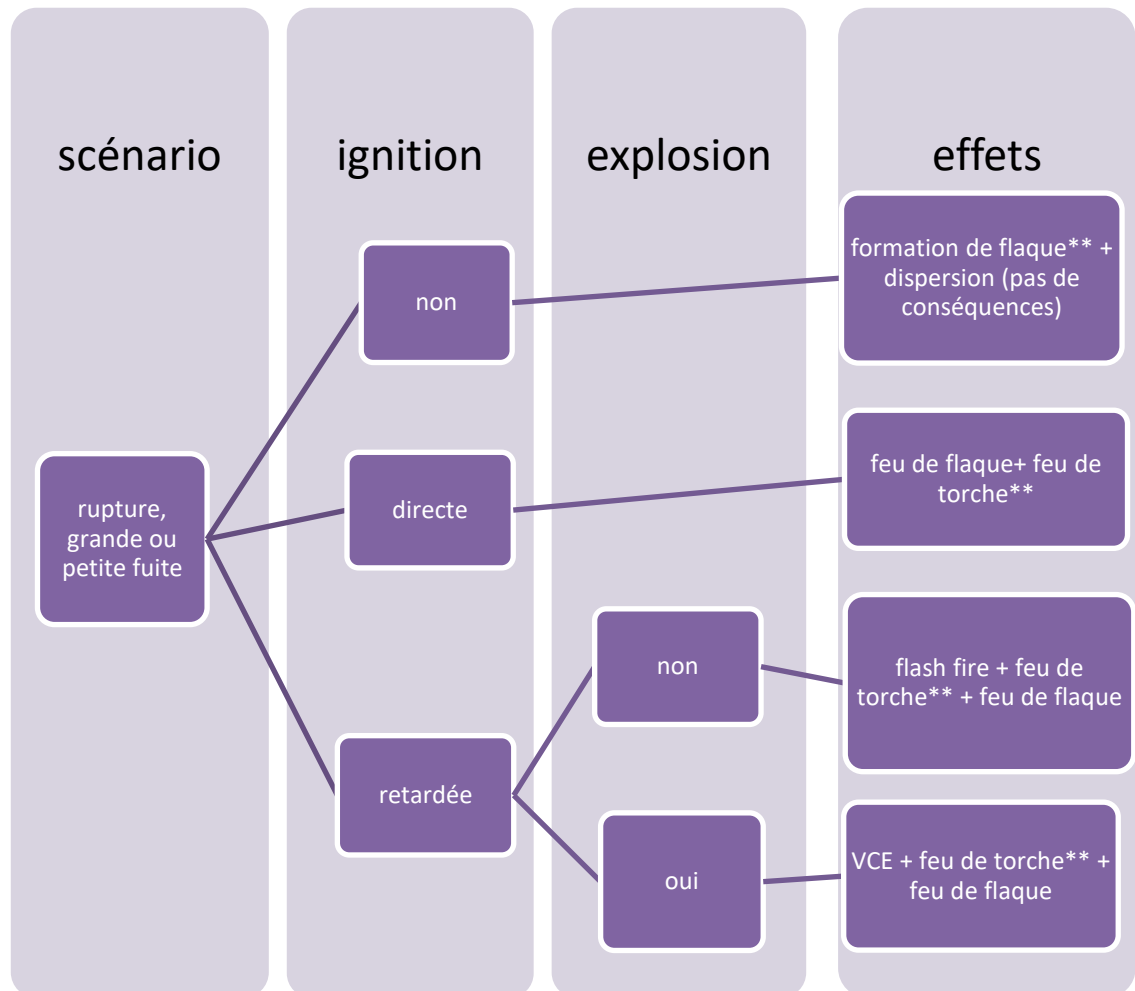 scénario
ignition
explosion
effets
rupture,
grande ou
petite fuite
non
directe
retardée
non
oui
formation de flaque** +
dispersion (pas de
conséquences)
feu de flaque+ feu de
torche**
flash fire + feu de
torche** + feu de flaque
VCE + feu de torche** +
feu de flaque